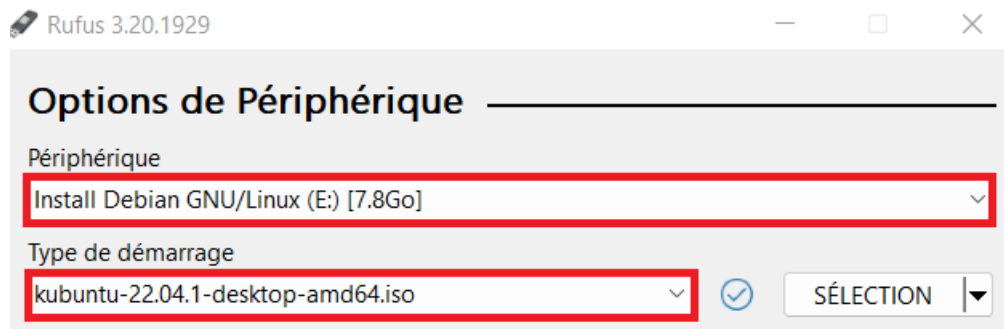 Rufus 3.20.1929
Options de Périphérique
Périphérique
Install Debian GNU/Linux (E:) [7.8Go]
Type de démarrage
kubuntu-22.04.1-desktop-amd64.iso
SÉLECTION